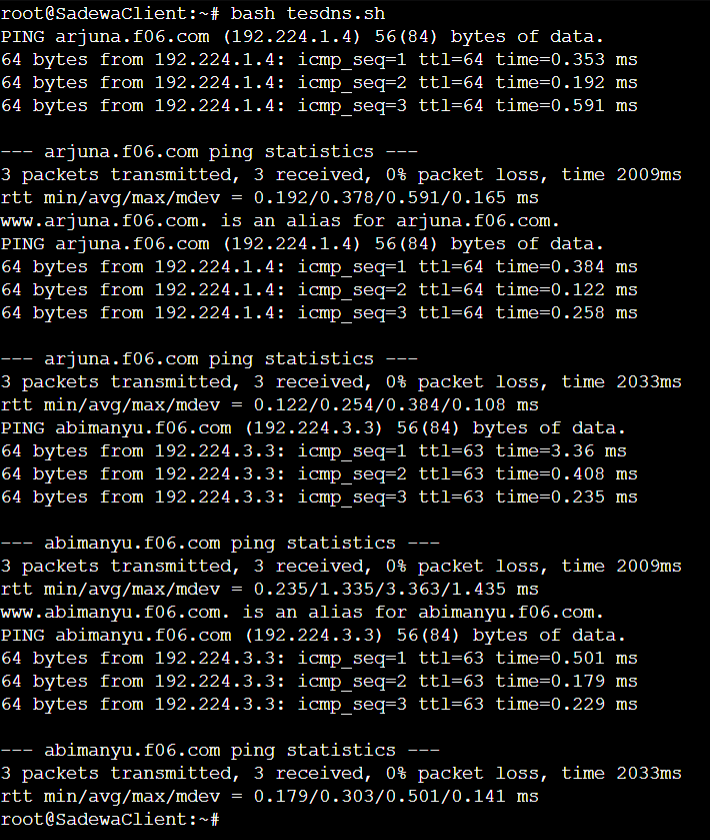 root@SadewaClient:~# bash tesdns.sh
PING arjuna.f06.com (192.224.1.4) 56(84) bytes of data.
64 bytes from 192.224.1.4: icmp_seq=1 ttl=64 time=0.353 ms
64 bytes from 192.224.1.4: icmp_seq=2 ttl=64 time=0.192 ms
64 bytes from 192.224.1.4: icmp_seq=3 ttl=64 time=0.591 ms

--- arjuna.f06.com ping statistics ---
3 packets transmitted, 3 received, 0% packet loss, time 2009ms
rtt min/avg/max/mdev = 0.192/0.378/0.591/0.165 ms
www.arjuna.f06.com. is an alias for arjuna.f06.com.
PING arjuna.f06.com (192.224.1.4) 56(84) bytes of data.
64 bytes from 192.224.1.4: icmp_seq=1 ttl=64 time=0.384 ms
64 bytes from 192.224.1.4: icmp_seq=2 ttl=64 time=0.122 ms
64 bytes from 192.224.1.4: icmp_seq=3 ttl=64 time=0.258 ms

--- arjuna.f06.com ping statistics ---
3 packets transmitted, 3 received, 0% packet loss, time 2033ms
rtt min/avg/max/mdev = 0.122/0.254/0.384/0.108 ms
PING abimanyu.f06.com (192.224.3.3) 56(84) bytes of data.
64 bytes from 192.224.3.3: icmp_seq=1 ttl=63 time=3.36 ms
64 bytes from 192.224.3.3: icmp_seq=2 ttl=63 time=0.408 ms
64 bytes from 192.224.3.3: icmp_seq=3 ttl=63 time=0.235 ms

--- abimanyu.f06.com ping statistics ---
3 packets transmitted, 3 received, 0% packet loss, time 2009ms
rtt min/avg/max/mdev = 0.235/1.335/3.363/1.435 ms
www.abimanyu.f06.com. is an alias for abimanyu.f06.com.
PING abimanyu.f06.com (192.224.3.3) 56(84) bytes of data.
64 bytes from 192.224.3.3: icmp_seq=1 ttl=63 time=0.501 ms
64 bytes from 192.224.3.3: icmp_seq=2 ttl=63 time=0.179 ms
64 bytes from 192.224.3.3: icmp_seq=3 ttl=63 time=0.229 ms

--- abimanyu.f06.com ping statistics ---
3 packets transmitted, 3 received, 0% packet loss, time 2033ms
rtt min/avg/max/mdev = 0.179/0.303/0.501/0.141 ms
root@SadewaClient:~#